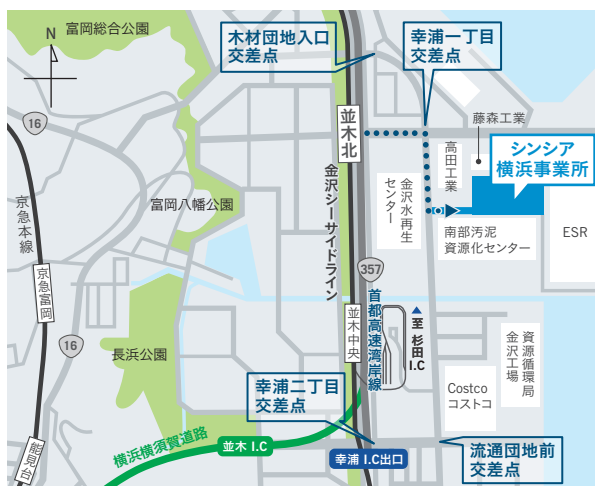 富岡総合公園
N
木材団地入口
交差点
幸浦一丁目
交差点
16
藤森工業
並木北
高田工業
シンシア
横浜事業所
金沢シーサイドライン
金沢水再生
センター
富岡八幡公園
京急本線
南部汚泥
資源化センター
ESR
京急富岡
357
首都高速湾岸線
至 杉田
I.C
16
並木中央
長浜公園
資源循環局
金沢工場
幸浦二丁目
交差点
Costco
コストコ
横浜横須賀道路
並木 I.C
幸浦 I.C出口
流通団地前
交差点
能見台